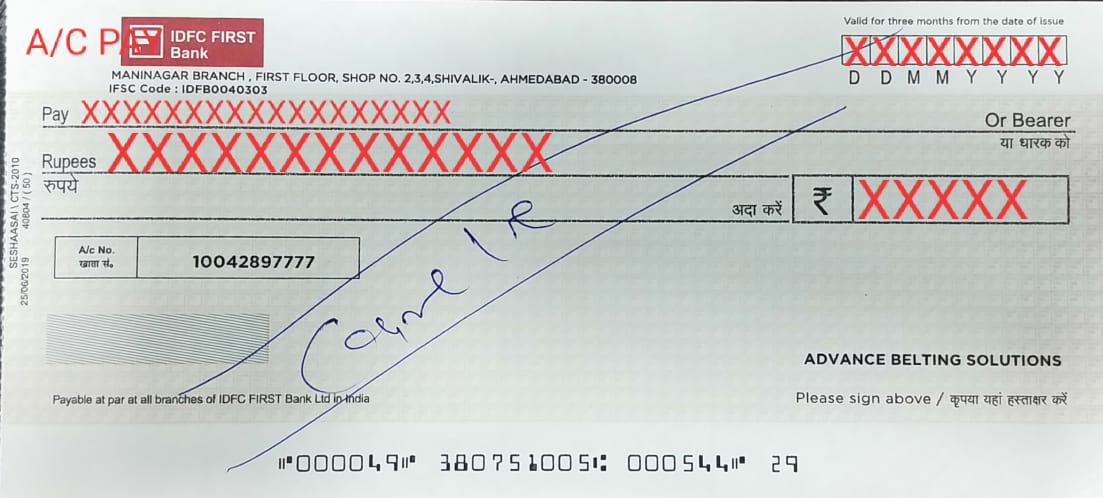 Valid for three months from the date of issue
A/C PAY
IDFC FIRST
Bank
XXXXXXXX
D D M M Y Y Y Y
MANINAGAR BRANCH , FIRST FLOOR, SHOP NO. 2,3,4,SHIVALIK-, AHMEDABAD - 380008
IFSC Code : IDFB0040303
Pay XXXXXXXXXXXXXXXXXX Or Bearer
या धारक को
Rupees XXXXXXXXXXXXX
रुपये
अदा करें ₹ XXXXX
SESHAASAI \ CTS-2010
25/06/2019 40804 / ( 50 )
A/c No.
खाता सं. 10042897777
ADVANCE BELTING SOLUTIONS
Payable at par at all branches of IDFC FIRST Bank Ltd in India
Please sign above / कृपया यहां हस्ताक्षर करें
⑈000049⑈ 380751005⑆ 000544⑈ 29